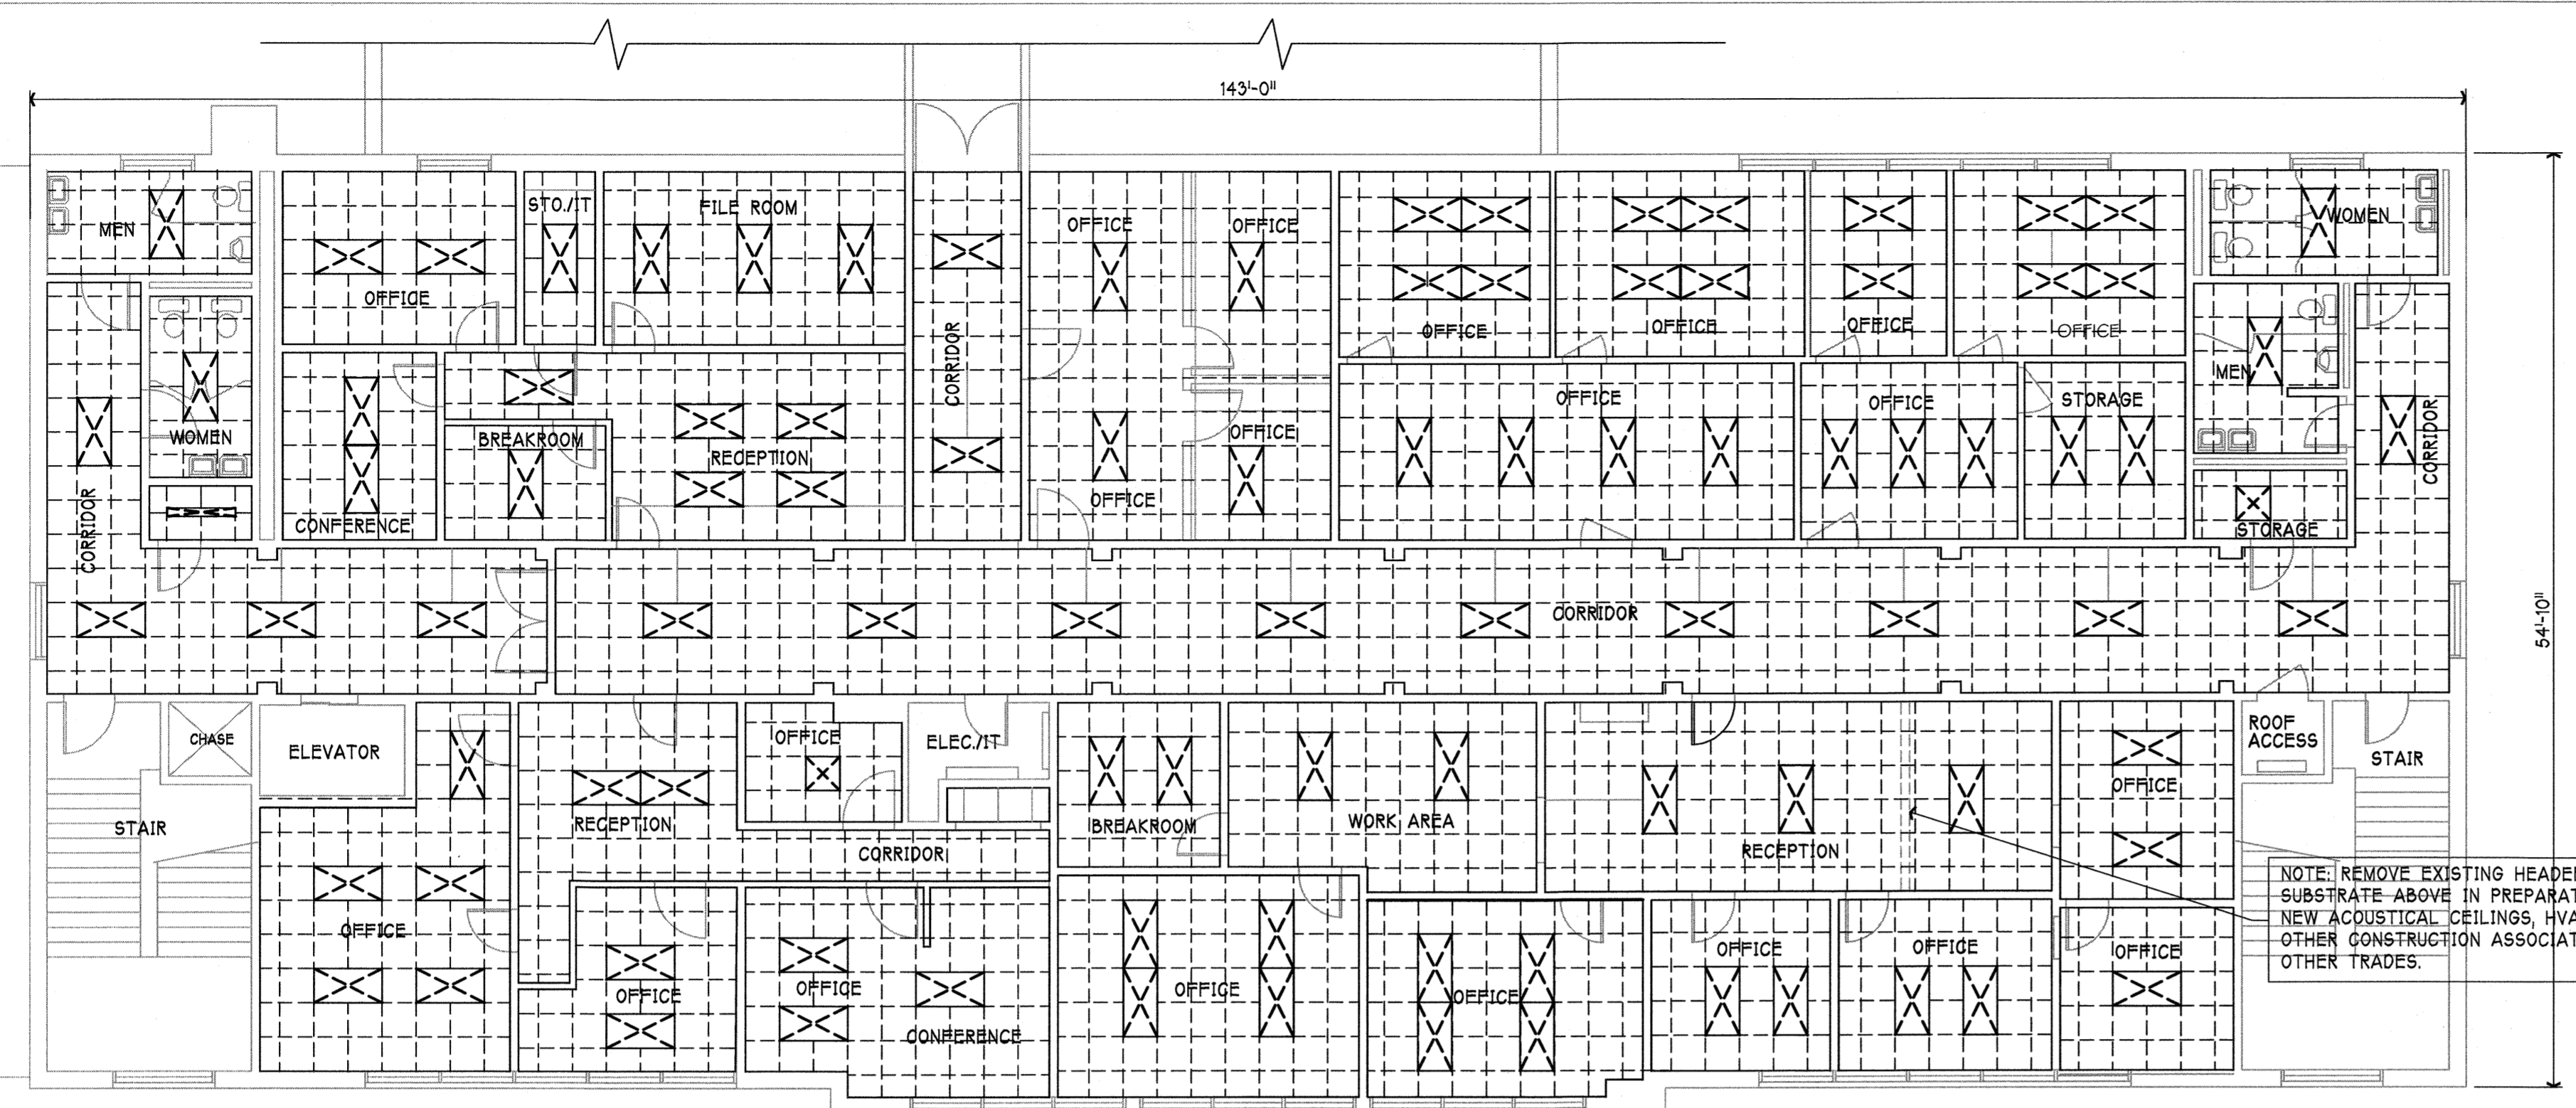 143'-0"
MEN
OFFICE
STO./IT
FILE ROOM
CORRIDOR
OFFICE
OFFICE
OFFICE
OFFICE
OFFICE
OFFICE
WOMEN
CORRIDOR
WOMEN
CONFERENCE
BREAKROOM
RECEPTION
OFFICE
OFFICE
OFFICE
OFFICE
STORAGE
MEN
STORAGE
CORRIDOR
CORRIDOR
54'-10"
STAIR
CHASE
ELEVATOR
OFFICE
RECEPTION
OFFICE
ELEC./IT
CORRIDOR
OFFICE
OFFICE
CONFERENCE
BREAKROOM
WORK AREA
OFFICE
OFFICE
RECEPTION
OFFICE
OFFICE
OFFICE
OFFICE
ROOF
ACCESS
STAIR
NOTE: REMOVE EXISTING HEADE
SUBSTRATE ABOVE IN PREPARAT
NEW ACOUSTICAL CEILINGS, HVA
OTHER CONSTRUCTION ASSOCIAT
OTHER TRADES.